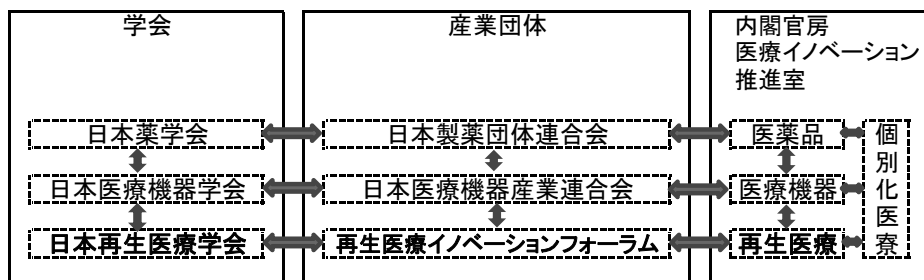 学会
日本薬学会
日本医療機器学会
日本再生医療学会
産業団体
日本製薬団体連合会
日本医療機器産業連合会
再生医療イノベーションフォーラム
内閣官房
医療イノベーション
推進室
医薬品
医療機器
再生医療
個別化医寮